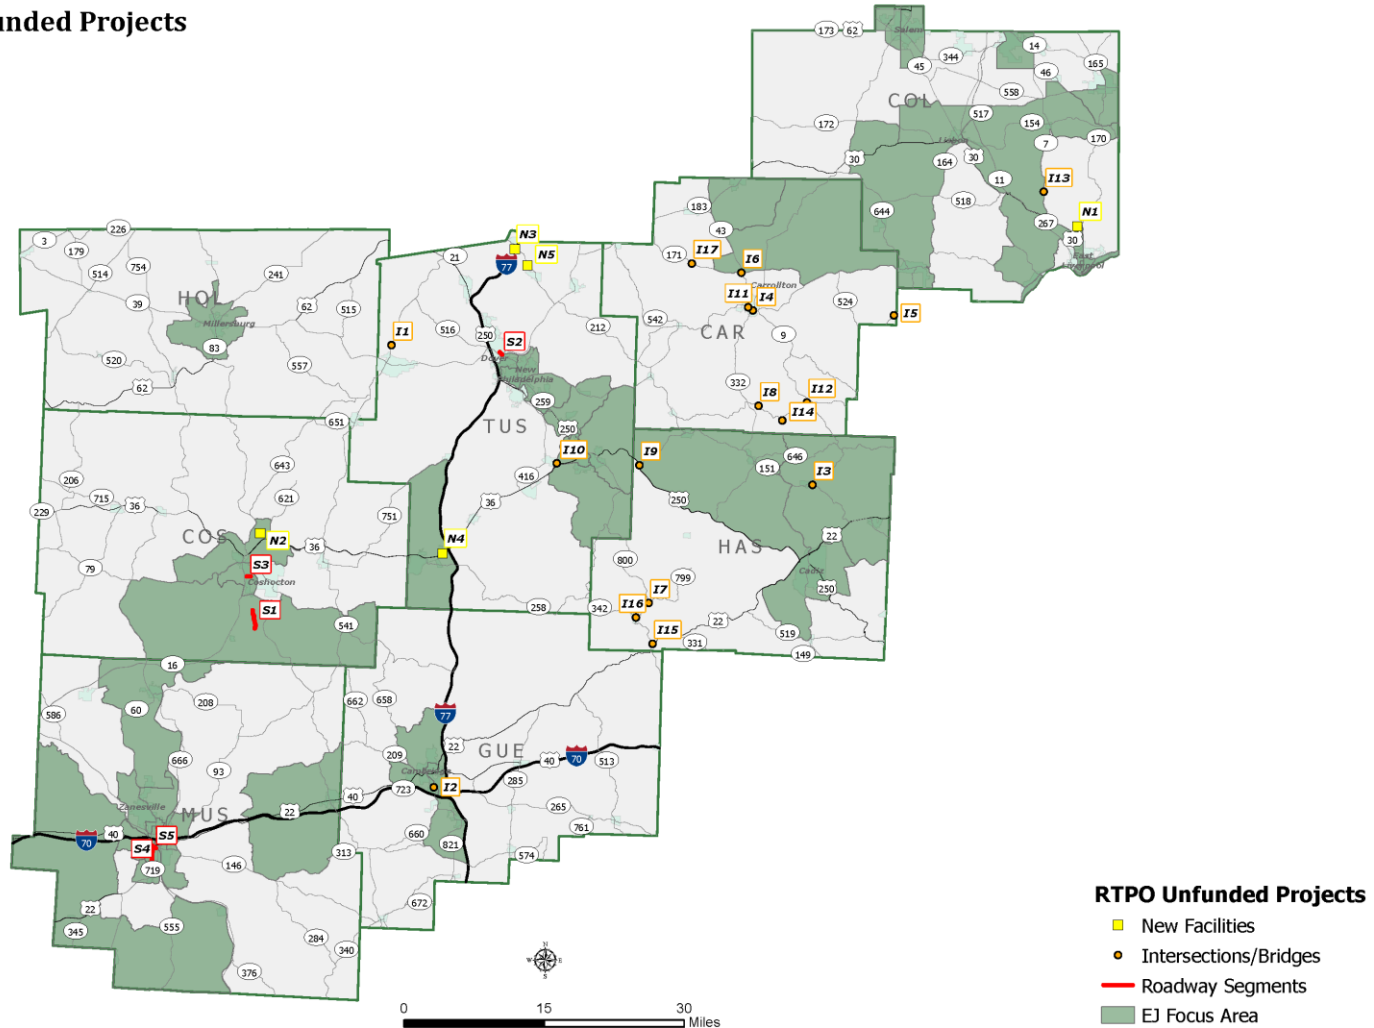 unded Projects
173 62
Salem
14
344
45
46
165
558
COL
517
172
154
170
Lisbon
7
30
164
30
11
I13
183
518
644
N1
43
267
30
226
N3
3
179
I17
East
Liverpool
21
N5
171
I6
754
514
241
77
Carrollton
HOL
39
62
515
I11 I4
524
I5
Millersburg
I1
516
250
212
542
CAR
9
83
S2
Dover
520
557
New
Philadelphia
332
62
259
I8
I12
I14
651
TUS
250
646
I10
I9
151
I3
643
416
206
715
36
621
36
250
229
751
22
COS
N2
N4
HAS
36
800
S3
Cadiz
79
Coshocton
799
250
I7
S1
258
342
I16
22
541
I15
331
519
149
16
60
208
662 658
586
77
22
GUE
666
209
40
70
513
93
Cambridge
285
723
I2
40
Zanesville
22
265
MUS
761
40
S5
660
821
70
S4
146
313
574
719
22
672
345
555
284
340
376
N
W E
S
0 15 30
Miles
RTPO Unfunded Projects
New Facilities
Intersections/Bridges
Roadway Segments
EJ Focus Area